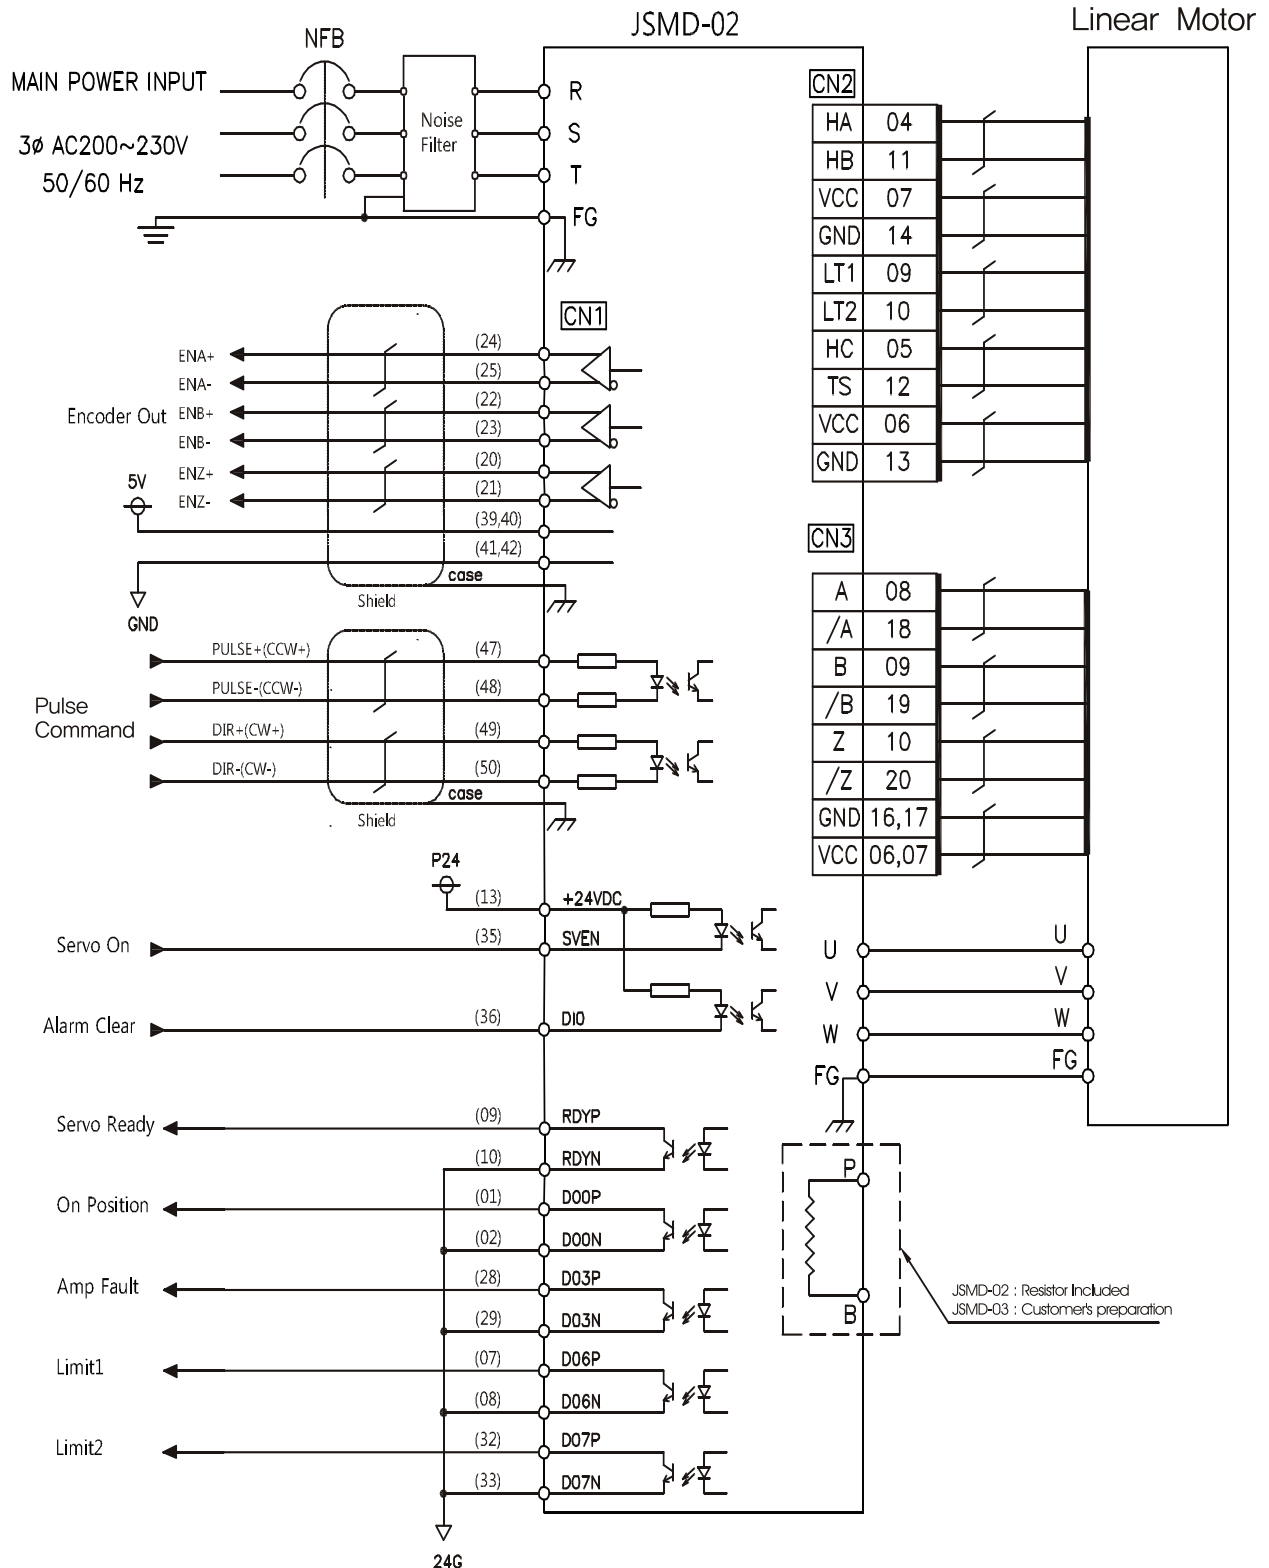 JSMD-02
Linear Motor
NFB
MAIN POWER INPUT
3ø AC200~230V
50/60 Hz
Noise
Filter
R
S
T
FG
CN1
Encoder Out
ENA+
(24)
ENA-
(25)
ENB+
(22)
ENB-
(23)
ENZ+
(20)
ENZ-
(21)
5V
(39,40)
(41,42)
GND
case
Shield
Pulse
Command
PULSE+(CCW+)
(47)
PULSE-(CCW-)
(48)
DIR+(CW+)
(49)
DIR-(CW-)
(50)
case
Shield
P24
(13)
+24VDC
Servo On
(35)
SVEN
Alarm Clear
(36)
DI0
Servo Ready
(09)
RDYP
(10)
RDYN
On Position
(01)
DO0P
(02)
DO0N
Amp Fault
(28)
DO3P
(29)
DO3N
Limit1
(07)
DO6P
(08)
DO6N
Limit2
(32)
DO7P
(33)
DO7N
24G
CN2
HA 04
HB 11
VCC 07
GND 14
LT1 09
LT2 10
HC 05
TS 12
VCC 06
GND 13
CN3
A 08
/A 18
B 09
/B 19
Z 10
/Z 20
GND 16,17
VCC 06,07
U U
V V
W W
FG FG
P
B
JSMD-02 : Resistor Included
JSMD-03 : Customer's preparation